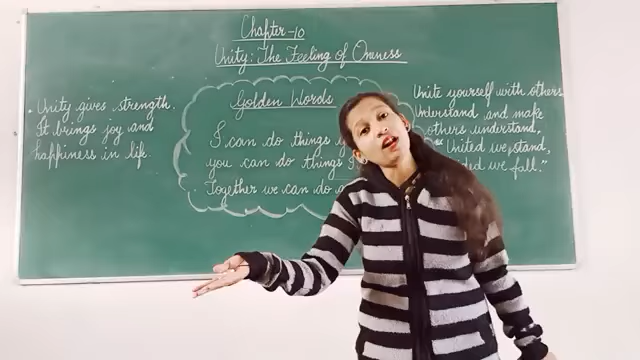 Chapter-10
Unity: The Feeling of Oneness
• Unity gives strength.
It brings joy and
happiness in life.
Golden Words
I can do things y
you can do things I
Together we can do
Unite yourself with others
Understand and make
others understand,
"United we stand,
we fall."